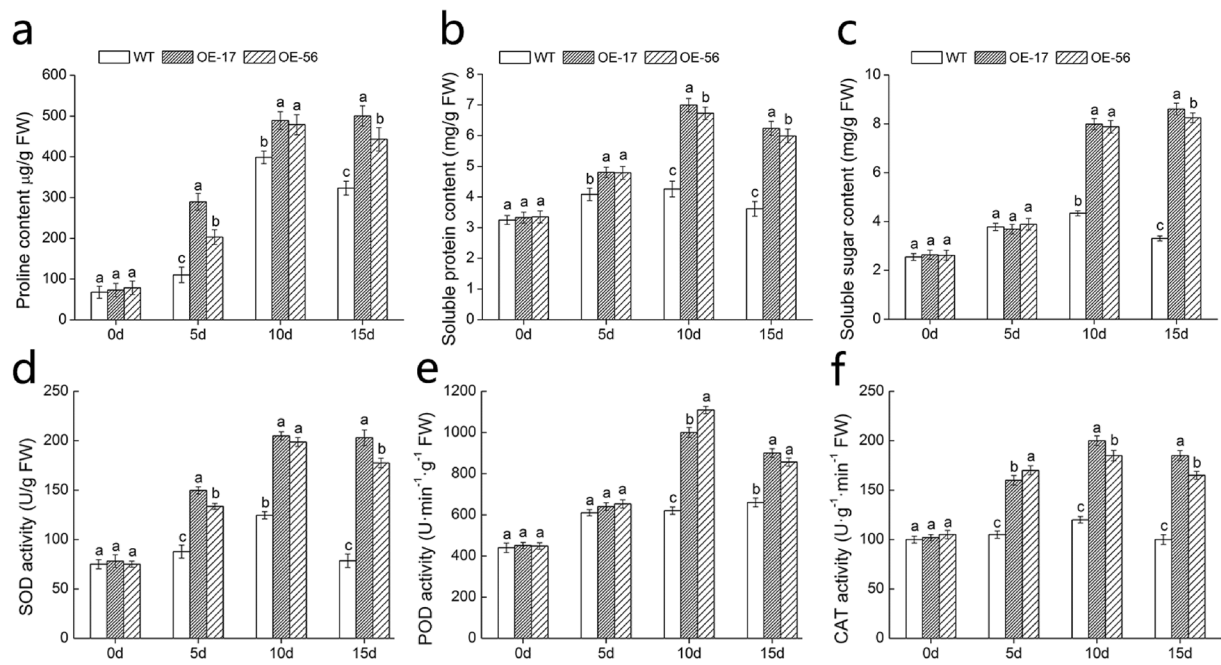 a
WT OE-17 OE-56
Proline content μg/g FW)
600
500
400
300
200
100
0
a a a
c a b
b a a
c a b
0d 5d 10d 15d
b
WT OE-17 OE-56
Soluble protein content (mg/g FW)
8
7
6
5
4
3
2
1
0
a a a
b a a
c a b
c a b
0d 5d 10d 15d
c
WT OE-17 OE-56
Soluble sugar content (mg/g FW)
10
8
6
4
2
0
a a a
a a a
b a a
c a b
0d 5d 10d 15d
d
SOD activity (U/g FW)
250
200
150
100
50
0
a a a
c a b
b a a
c a b
0d 5d 10d 15d
e
POD activity (U·min⁻¹·g⁻¹ FW)
1200
1000
800
600
400
200
0
a a a
a a a
c b a
b a a
0d 5d 10d 15d
f
CAT activity (U·g⁻¹·min⁻¹ FW)
250
200
150
100
50
0
a a a
c b a
c a b
c a b
0d 5d 10d 15d